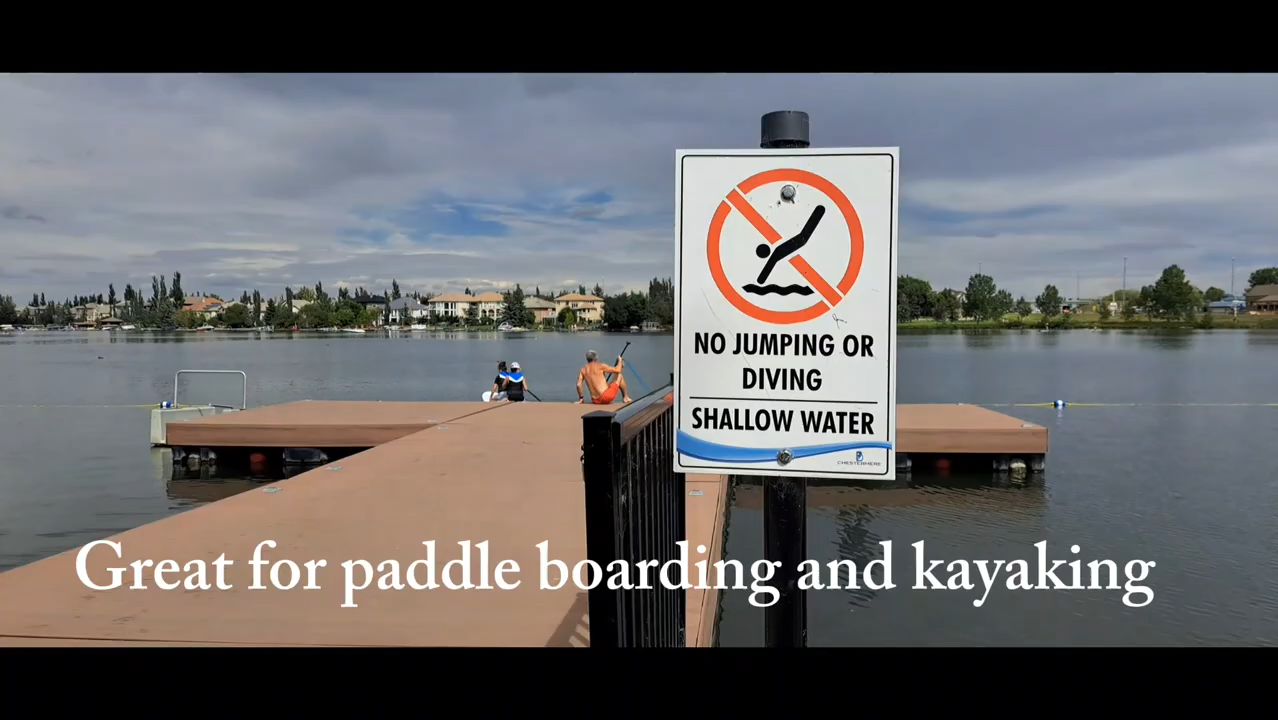 NO JUMPING OR
DIVING
SHALLOW WATER
CHESTERMERE
Great for paddle boarding and kayaking